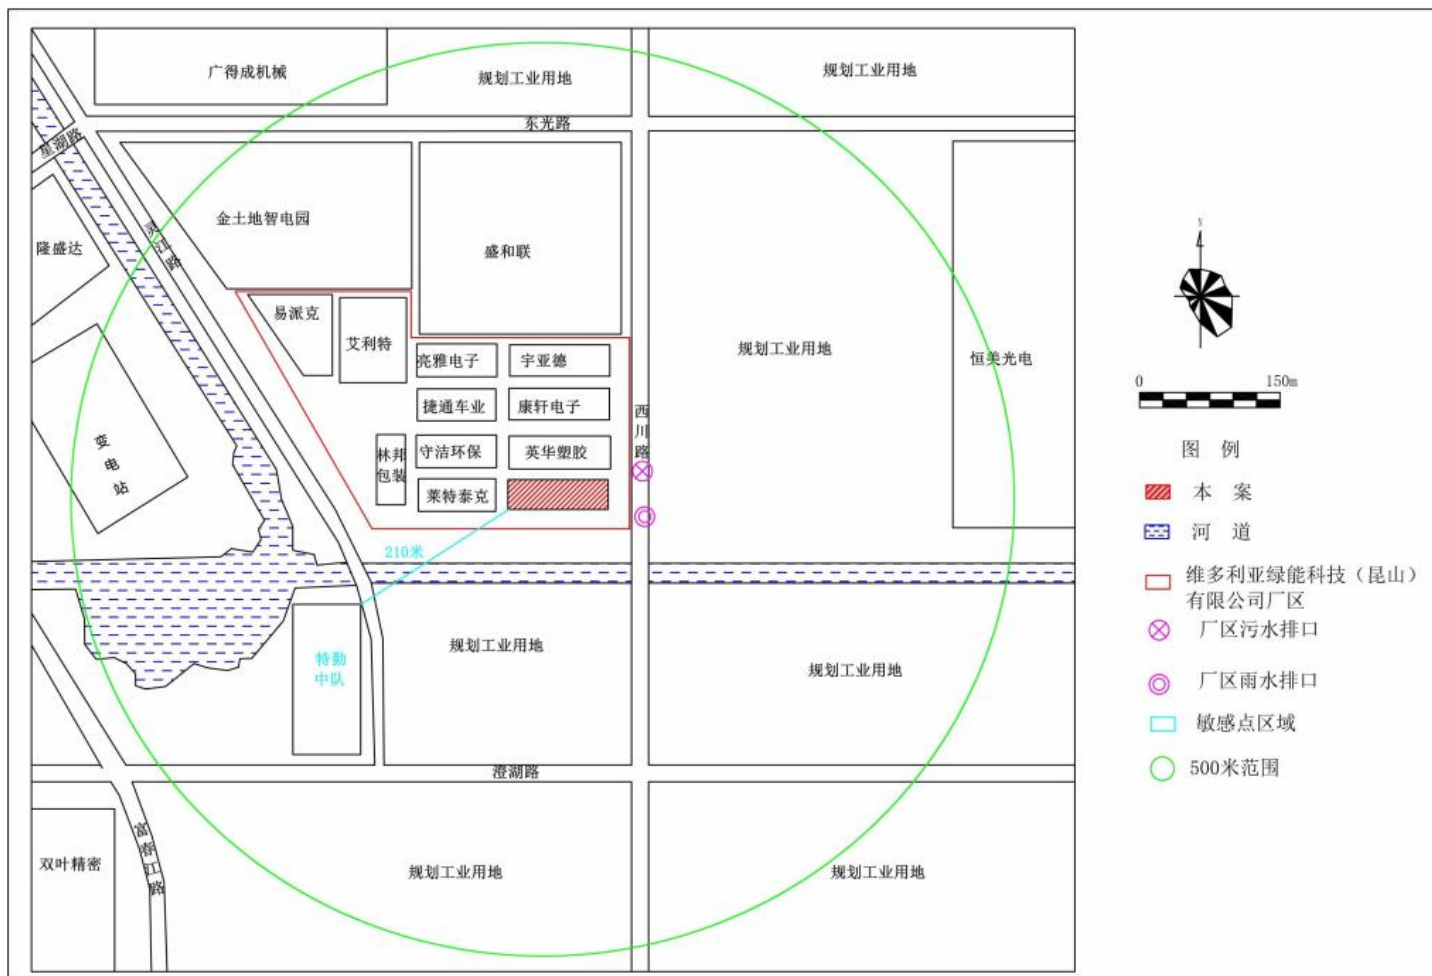 广得成机械
规划工业用地
规划工业用地
东光路
星湖路
灵江路
金土地智电园
盛和联
隆盛达
易派克
艾利特
亮雅电子
宇亚德
规划工业用地
恒美光电
捷通车业
康轩电子
西川路
变电站
林邦
包装
守洁环保
英华塑胶
莱特泰克
210米
特勤
中队
规划工业用地
规划工业用地
澄湖路
富春江路
双叶精密
规划工业用地
规划工业用地
N
0
150m
图 例
本 案
河 道
维多利亚绿能科技（昆山）
有限公司厂区
厂区污水排口
厂区雨水排口
敏感点区域
500米范围